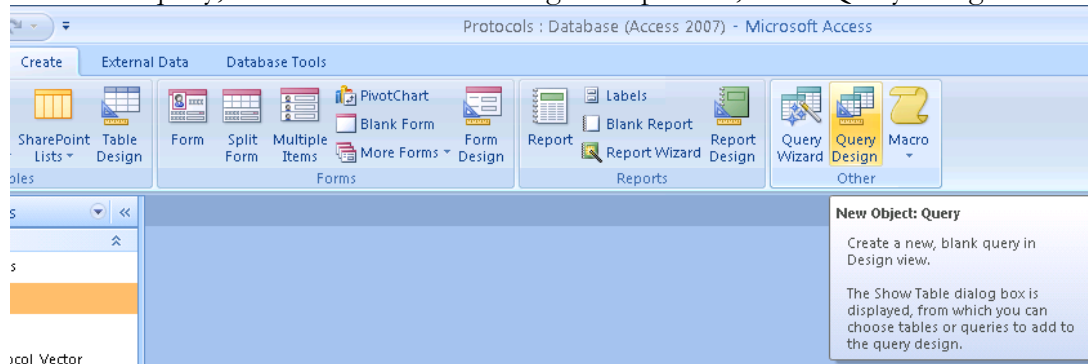 Protocols : Database (Access 2007) - Microsoft Access
Create External Data Database Tools
SharePoint Lists
Table Design
Form
Split Form
Multiple Items
PivotChart
Blank Form
More Forms
Form Design
Forms
Report
Labels
Blank Report
Report Wizard
Report Design
Reports
Query Wizard
Query Design
Macro
Other
New Object: Query
Create a new, blank query in
Design view.
The Show Table dialog box is
displayed, from which you can
choose tables or queries to add to
the query design.
Vector